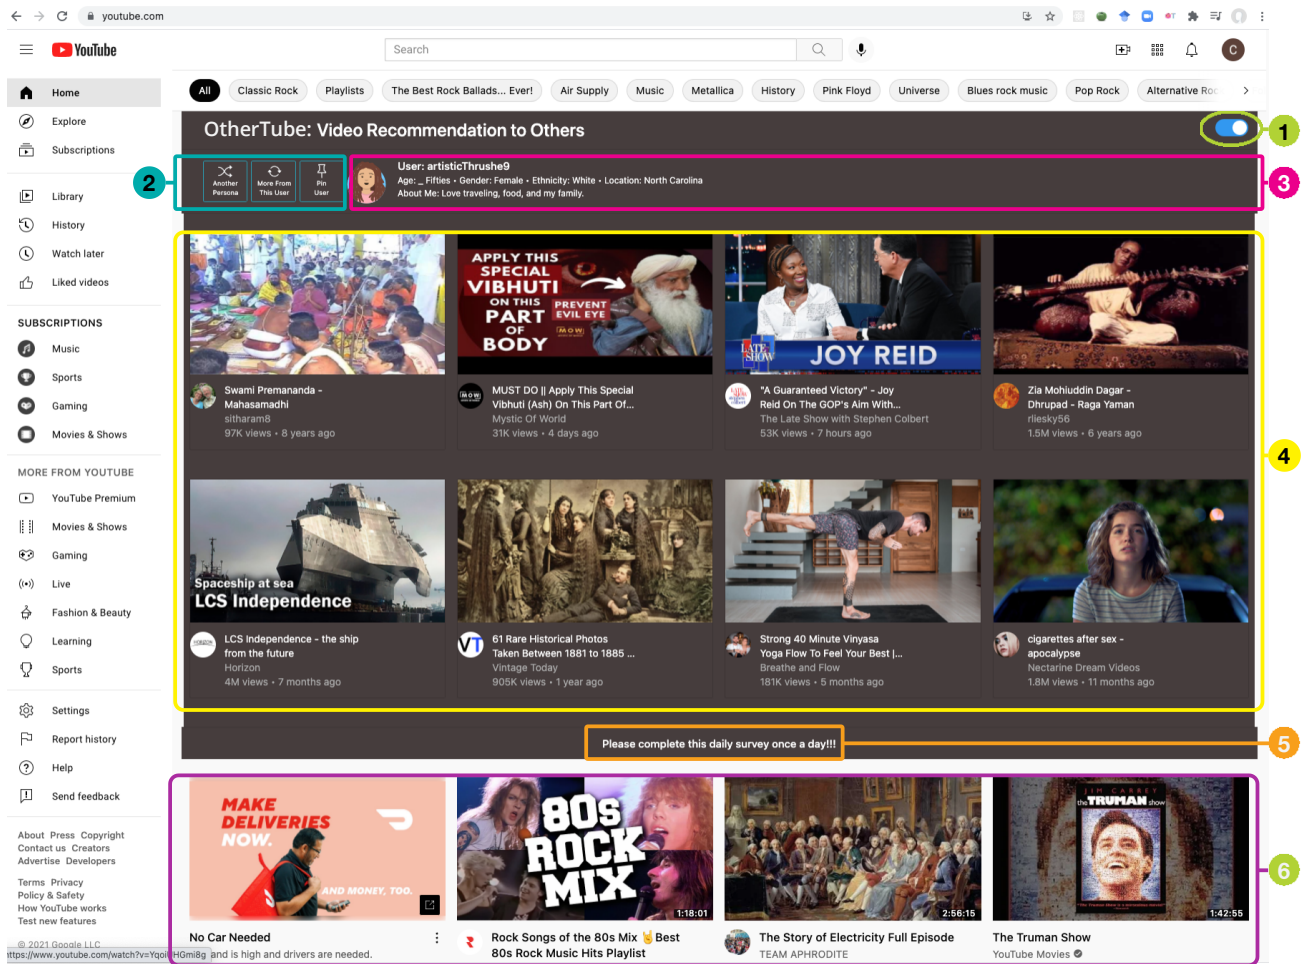 youtube.com
YouTube
Search
C
Home
Explore
Subscriptions
Library
History
Watch later
Liked videos
SUBSCRIPTIONS
Music
Sports
Gaming
Movies & Shows
MORE FROM YOUTUBE
YouTube Premium
Movies & Shows
Gaming
Live
Fashion & Beauty
Learning
Sports
Settings
Report history
Help
Send feedback
About Press Copyright
Contact us Creators
Advertise Developers
Terms Privacy
Policy & Safety
How YouTube works
Test new features
© 2021 Google LLC
All Classic Rock Playlists The Best Rock Ballads... Ever! Air Supply Music Metallica History Pink Floyd Universe Blues rock music Pop Rock Alternative
OtherTube: Video Recommendation to Others
1
2
Another
Persona
More From
This User
Pin
User
User: artisticThrushe9
Age: _ Fifties • Gender: Female • Ethnicity: White • Location: North Carolina
About Me: Love traveling, food, and my family.
3
APPLY THIS
SPECIAL
VIBHUTI
ON THIS
PART
OF
BODY
PREVENT
EVIL EYE
MOW
LATE
SHOW
JOY REID
Swami Premananda -
Mahasamadhi
sitharam8
97K views • 8 years ago
MOW
MUST DO || Apply This Special
Vibhuti (Ash) On This Part Of...
Mystic Of World
31K views • 4 days ago
"A Guaranteed Victory" - Joy
Reid On The GOP's Aim With...
The Late Show with Stephen Colbert
53K views • 7 hours ago
Zia Mohiuddin Dagar -
Dhrupad - Raga Yaman
rilesky56
1.5M views • 6 years ago
4
Spaceship at sea
LCS Independence
LCS Independence - the ship
from the future
Horizon
4M views • 7 months ago
VT
61 Rare Historical Photos
Taken Between 1881 to 1885 ...
Vintage Today
905K views • 1 year ago
Strong 40 Minute Vinyasa
Yoga Flow To Feel Your Best |...
Breathe and Flow
181K views • 5 months ago
cigarettes after sex -
apocalypse
Nectarine Dream Videos
1.8M views • 11 months ago
Please complete this daily survey once a day!!!
5
MAKE
DELIVERIES
NOW.
AND MONEY, TOO.
80s
ROCK
MIX
1:18:01
2:56:15
JIM CARREY
the TRUMAN show
1:42:55
6
No Car Needed
and is high and drivers are needed.
Rock Songs of the 80s Mix 🤘Best
80s Rock Music Hits Playlist
The Story of Electricity Full Episode
TEAM APHRODITE
The Truman Show
YouTube Movies